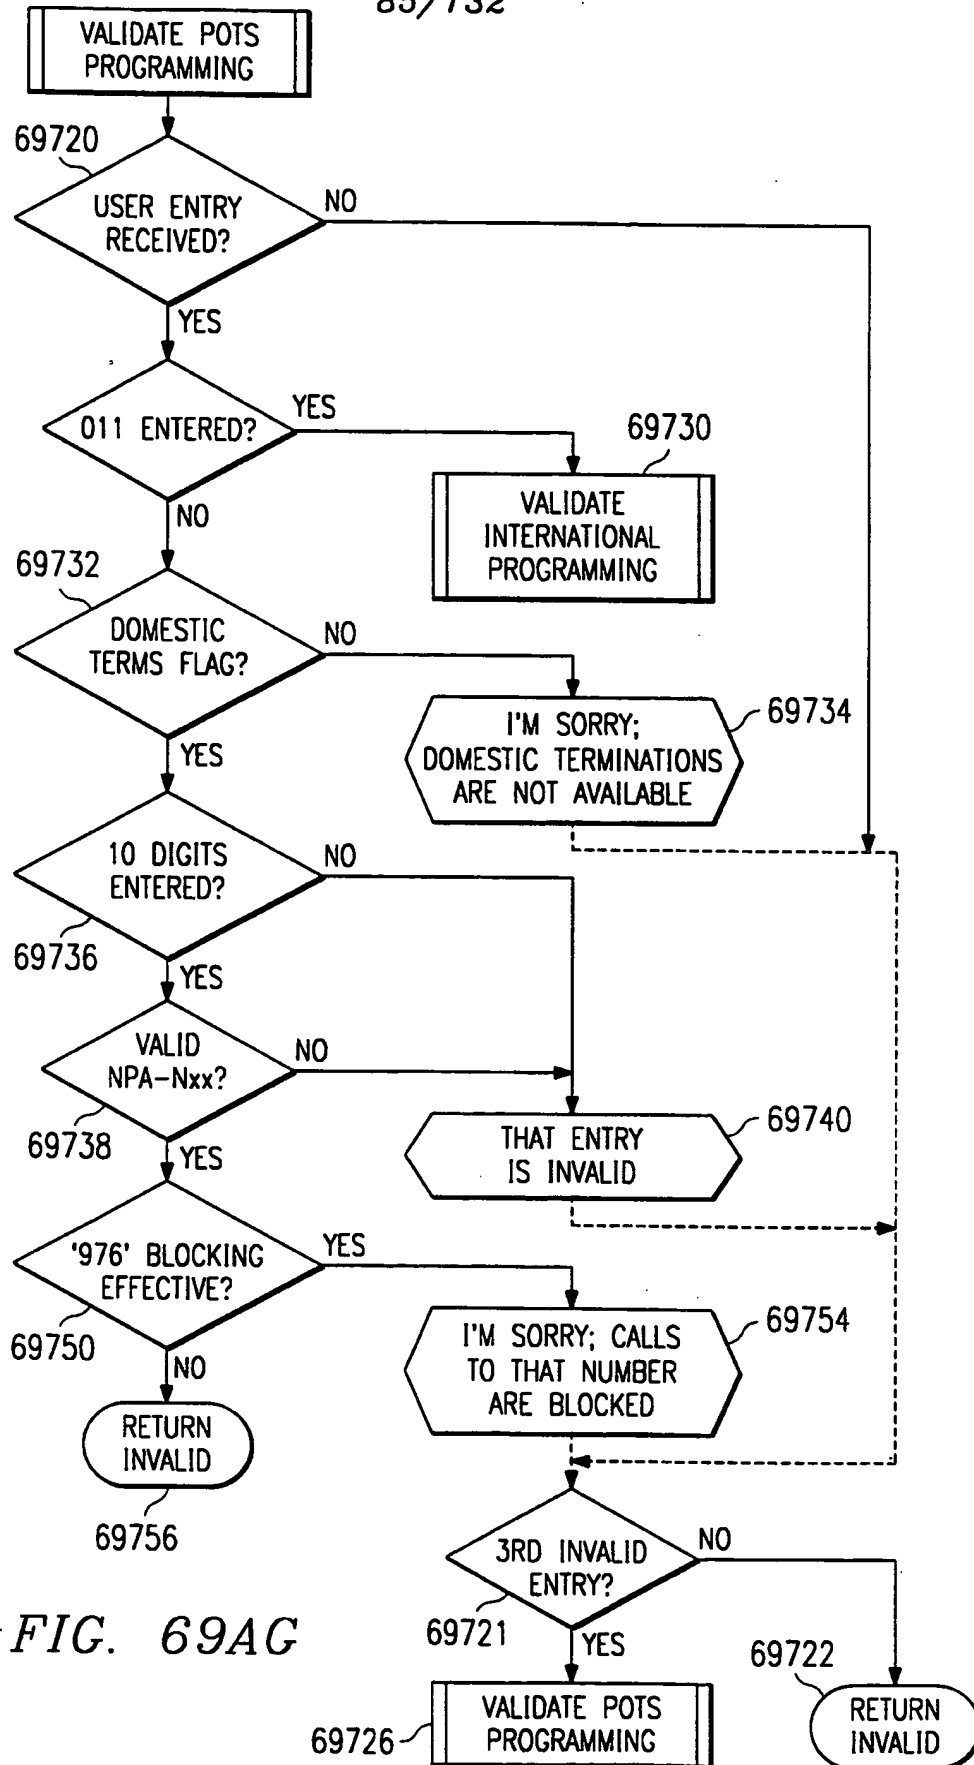 85/732
VALIDATE POTS
PROGRAMMING
69720
USER ENTRY
RECEIVED?
NO
YES
011 ENTERED?
YES
NO
69730
VALIDATE
INTERNATIONAL
PROGRAMMING
69732
DOMESTIC
TERMS FLAG?
NO
YES
I'M SORRY;
DOMESTIC TERMINATIONS
ARE NOT AVAILABLE
69734
10 DIGITS
ENTERED?
NO
69736
YES
VALID
NPA-Nxx?
NO
69738
YES
THAT ENTRY
IS INVALID
69740
'976' BLOCKING
EFFECTIVE?
YES
69750
NO
I'M SORRY; CALLS
TO THAT NUMBER
ARE BLOCKED
69754
RETURN
INVALID
69756
3RD INVALID
ENTRY?
NO
69721
YES
FIG. 69AG
69722
VALIDATE POTS
PROGRAMMING
69726
RETURN
INVALID